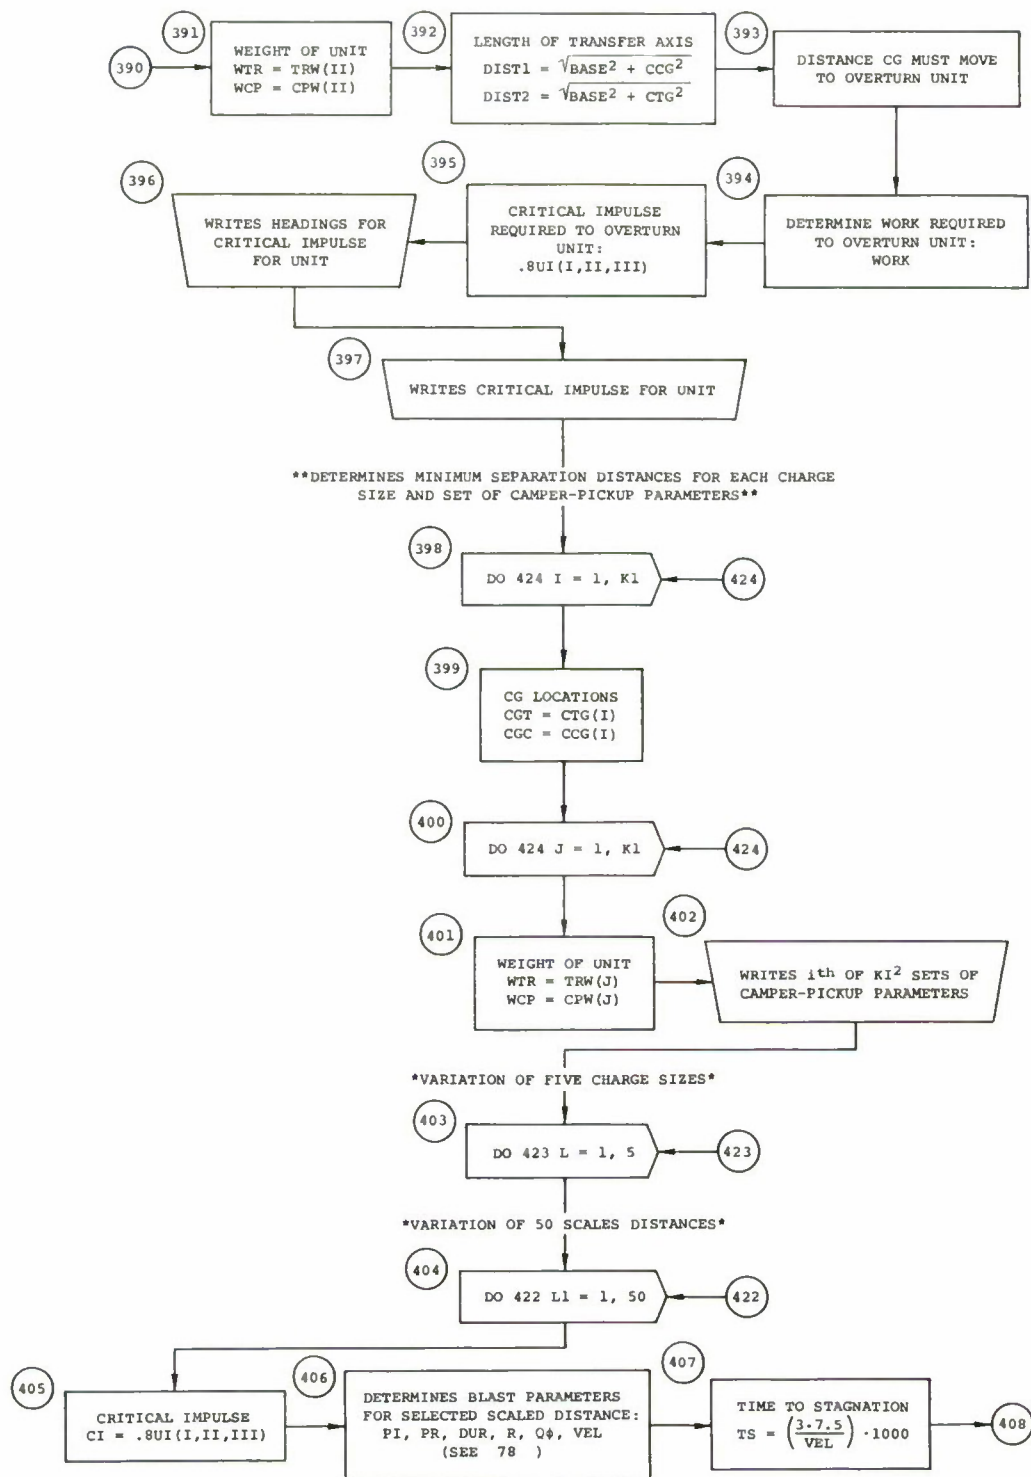 390
391
WEIGHT OF UNIT
WTR = TRW(II)
WCP = CPW(II)
392
LENGTH OF TRANSFER AXIS
DIST1 = √BASE² + CCG²
DIST2 = √BASE² + CTG²
393
DISTANCE CG MUST MOVE
TO OVERTURN UNIT
394
DETERMINE WORK REQUIRED
TO OVERTURN UNIT:
WORK
395
CRITICAL IMPULSE
REQUIRED TO OVERTURN
UNIT:
.8UI(I,II,III)
396
WRITES HEADINGS FOR
CRITICAL IMPULSE
FOR UNIT
397
WRITES CRITICAL IMPULSE FOR UNIT
**DETERMINES MINIMUM SEPARATION DISTANCES FOR EACH CHARGE
SIZE AND SET OF CAMPER-PICKUP PARAMETERS**
398
DO 424 I = 1, K1
424
399
CG LOCATIONS
CGT = CTG(I)
CGC = CCG(I)
400
DO 424 J = 1, K1
424
401
WEIGHT OF UNIT
WTR = TRW(J)
WCP = CPW(J)
402
WRITES ith OF KI² SETS OF
CAMPER-PICKUP PARAMETERS
*VARIATION OF FIVE CHARGE SIZES*
403
DO 423 L = 1, 5
423
*VARIATION OF 50 SCALES DISTANCES*
404
DO 422 L1 = 1, 50
422
405
CRITICAL IMPULSE
CI = .8UI(I,II,III)
406
DETERMINES BLAST PARAMETERS
FOR SELECTED SCALED DISTANCE:
PI, PR, DUR, R, Qϕ, VEL
(SEE 78 )
407
TIME TO STAGNATION
TS = (3·7.5/VEL) ·1000
408